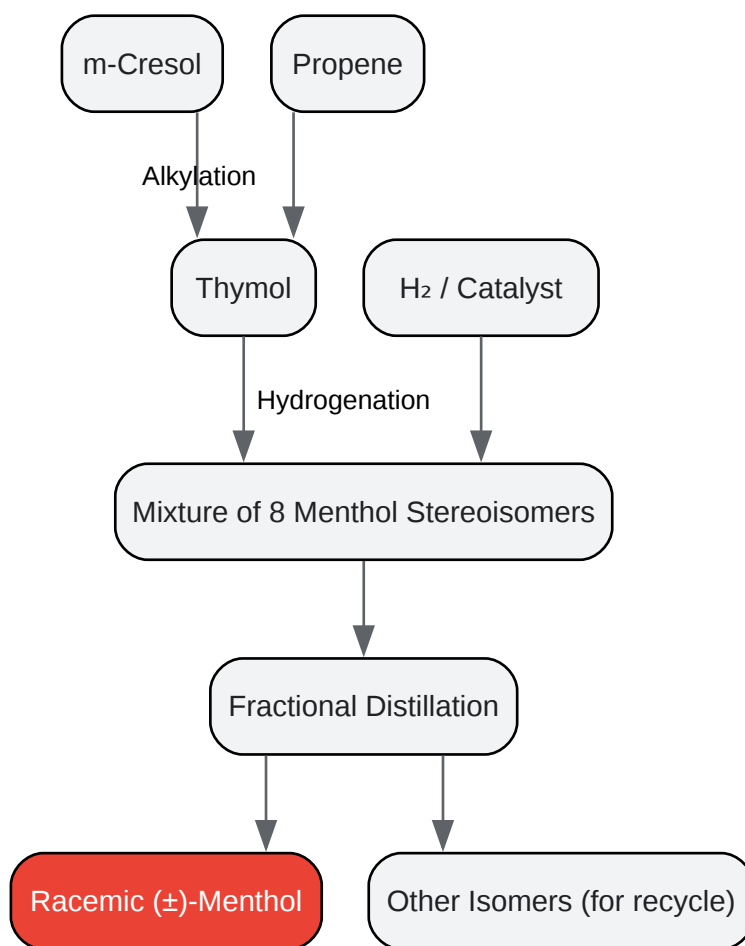 m-Cresol
Propene
Alkylation
Thymol
H₂ / Catalyst
Hydrogenation
Mixture of 8 Menthol Stereoisomers
Fractional Distillation
Racemic (±)-Menthol
Other Isomers (for recycle)